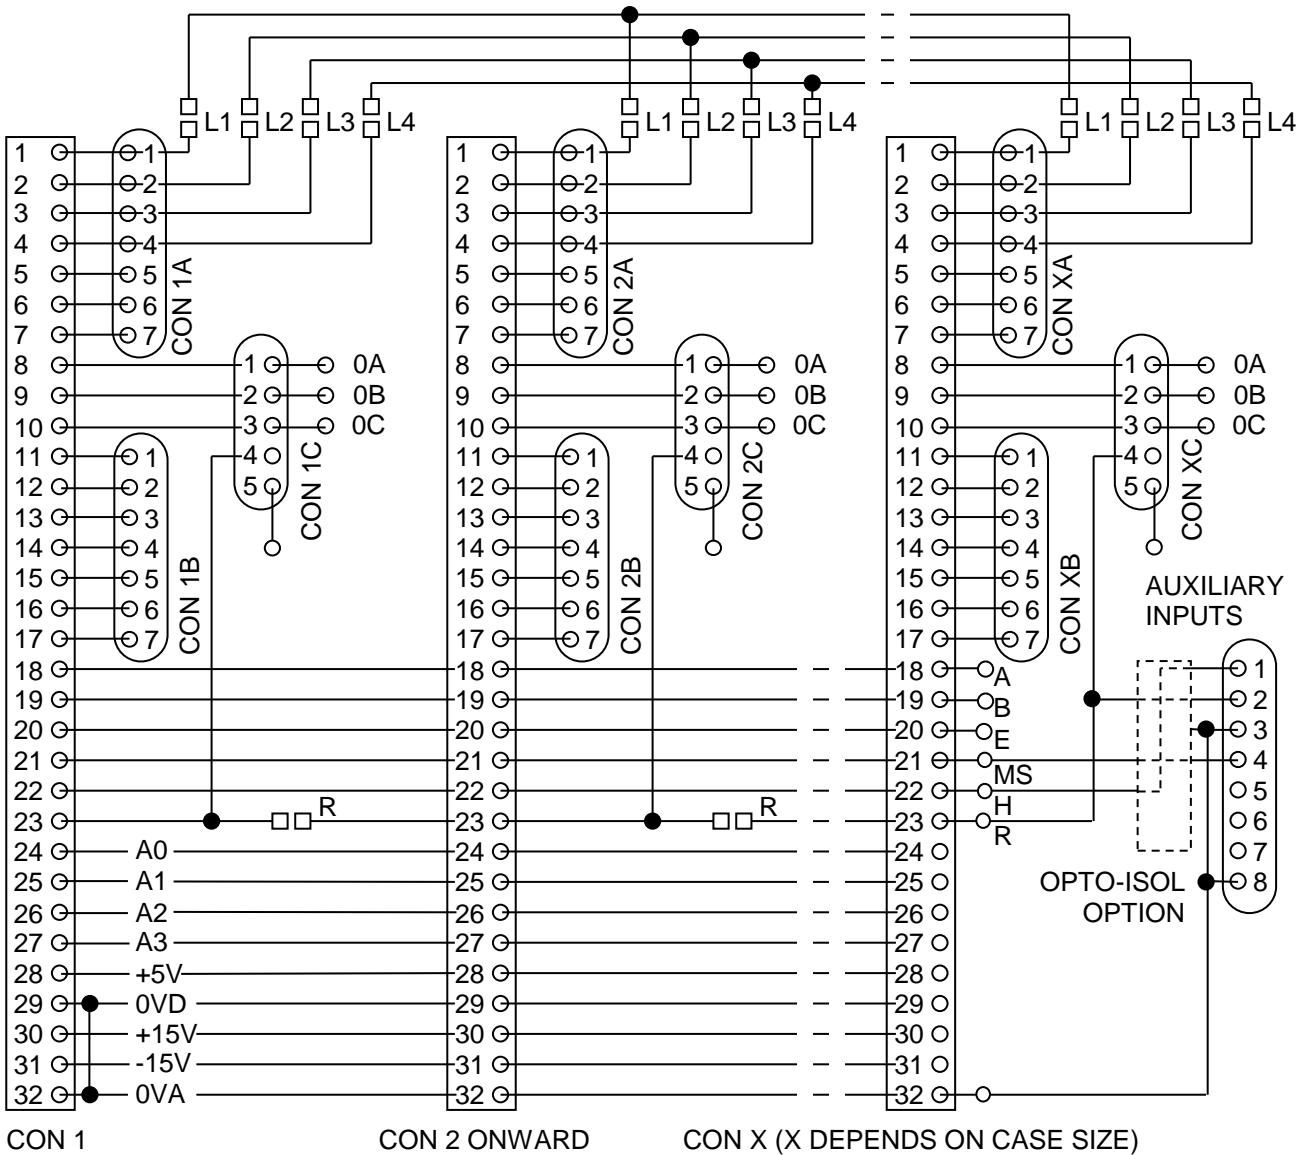 L1 L2 L3 L4 L1 L2 L3 L4 L1 L2 L3 L4
1 1 1 1 1 1
2 2 2 2 2 2
3 3 3 3 3 3
4 4 4 4 4 4
5 5 5 5 5 5
6 6 6 6 6 6
7 7 7 7 7 7
CON 1A CON 2A CON XA
8 1 0A 8 1 0A 8 1 0A
9 2 0B 9 2 0B 9 2 0B
10 3 0C 10 3 0C 10 3 0C
11 1 4 11 1 4 11 1 4
12 2 5 12 2 5 12 2 5
CON 1C CON 2C CON XC
13 3 13 3 13 3
14 4 14 4 14 4
15 5 15 5 15 5
16 6 16 6 16 6
17 7 17 7 17 7
CON 1B CON 2B CON XB
AUXILIARY
INPUTS
18 18 18 A 1
19 19 19 B 2
20 20 20 E 3
21 21 21 MS 4
22 22 22 H 5
23 R 23 R 23 R 6
24 A0 24 24 7
25 A1 25 25 8
OPTO-ISOL
OPTION
26 A2 26 26
27 A3 27 27
28 +5V 28 28
29 0VD 29 29
30 +15V 30 30
31 -15V 31 31
32 0VA 32 32
CON 1 CON 2 ONWARD CON X (X DEPENDS ON CASE SIZE)